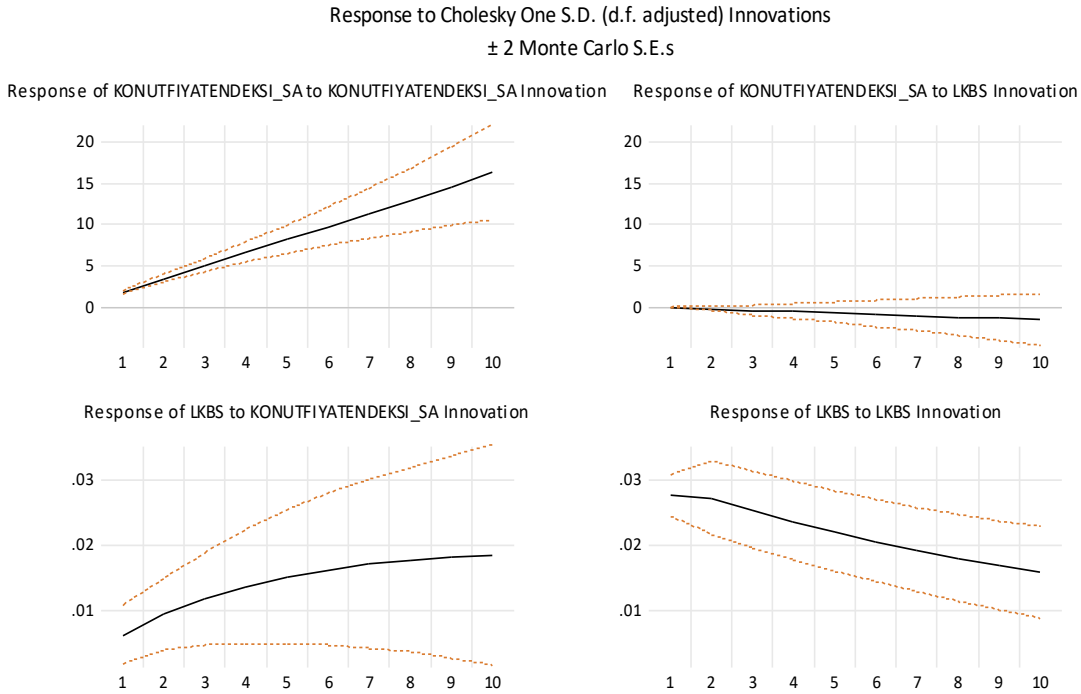 Response to Cholesky One S.D. (d.f. adjusted) Innovations
± 2 Monte Carlo S.E.s
Response of KONUTFIYATENDEKSI_SA to KONUTFIYATENDEKSI_SA Innovation
20
15
10
5
0
1 2 3 4 5 6 7 8 9 10
Response of KONUTFIYATENDEKSI_SA to LKBS Innovation
20
15
10
5
0
1 2 3 4 5 6 7 8 9 10
Response of LKBS to KONUTFIYATENDEKSI_SA Innovation
.03
.02
.01
1 2 3 4 5 6 7 8 9 10
Response of LKBS to LKBS Innovation
.03
.02
.01
1 2 3 4 5 6 7 8 9 10